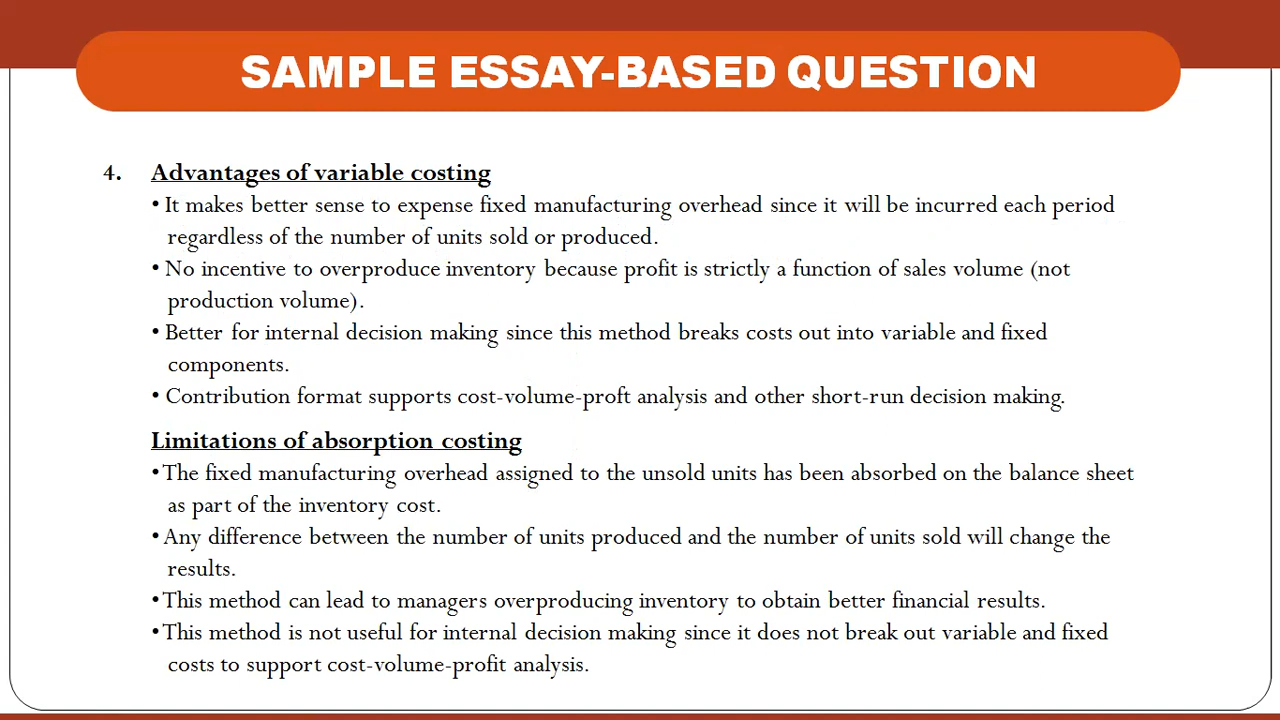 SAMPLE ESSAY-BASED QUESTION
4. Advantages of variable costing
• It makes better sense to expense fixed manufacturing overhead since it will be incurred each period
regardless of the number of units sold or produced.
• No incentive to overproduce inventory because profit is strictly a function of sales volume (not
production volume).
• Better for internal decision making since this method breaks costs out into variable and fixed
components.
• Contribution format supports cost-volume-proft analysis and other short-run decision making.
Limitations of absorption costing
• The fixed manufacturing overhead assigned to the unsold units has been absorbed on the balance sheet
as part of the inventory cost.
• Any difference between the number of units produced and the number of units sold will change the
results.
• This method can lead to managers overproducing inventory to obtain better financial results.
• This method is not useful for internal decision making since it does not break out variable and fixed
costs to support cost-volume-profit analysis.